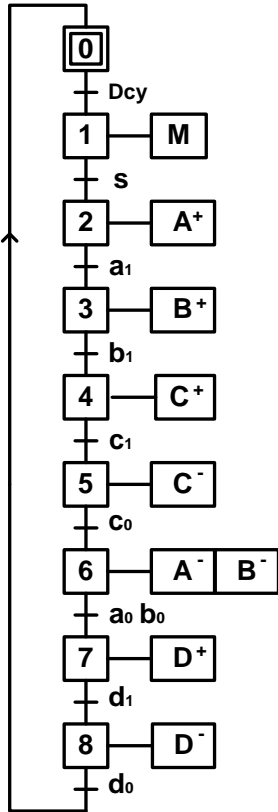 0
Dcy
1 M
s
2 A⁺
a₁
3 B⁺
b₁
4 C⁺
c₁
5 C⁻
c₀
6 A⁻ B⁻
a₀ b₀
7 D⁺
d₁
8 D⁻
d₀